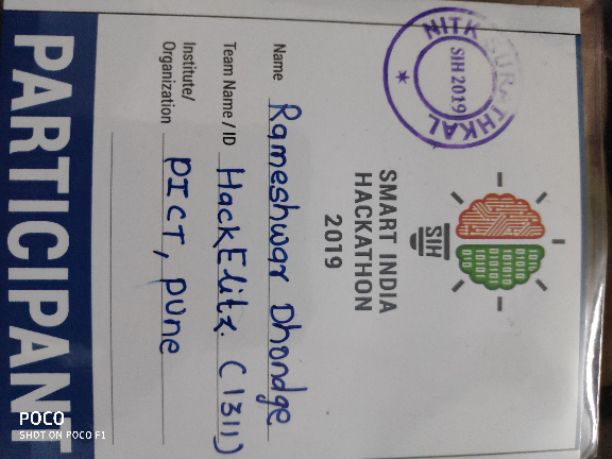 NITK SURATHKAL
SIH 2019
*
SIH
SMART INDIA
HACKATHON
2019
Name Rameshwar Dhondge
Team Name / ID HackElitz. (1311)
Institute/
Organization PICT, pune
PARTICIPANT
POCO
SHOT ON POCO F1